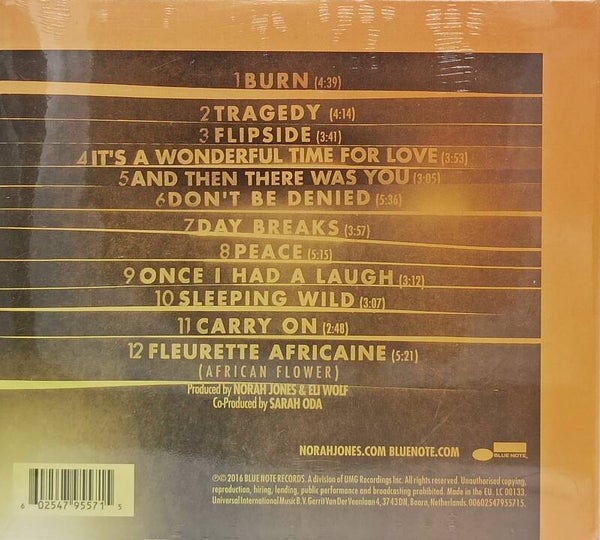 1 BURN (4:39)
2 TRAGEDY (4:14)
3 FLIPSIDE (3:41)
4 IT'S A WONDERFUL TIME FOR LOVE (3:53)
5 AND THEN THERE WAS YOU (3:05)
6 DON'T BE DENIED (5:36)
7 DAY BREAKS (3:57)
8 PEACE (5:15)
9 ONCE I HAD A LAUGH (3:12)
10 SLEEPING WILD (3:07)
11 CARRY ON (2:48)
12 FLEURETTE AFRICAINE (5:21)
(AFRICAN FLOWER)
Produced by NORAH JONES & ELI WOLF
Co-Produced by SARAH ODA
NORAHJONES.COM BLUENOTE.COM BLUE NOTE
℗© 2016 BLUE NOTE RECORDS. A division of UMG Recordings Inc. All rights reserved. Unauthorised copying,
reproduction, hiring, lending, public performance and broadcasting prohibited. Made in the EU. LC 00133.
Universal International Music B.V. Gerrit Van Der Veenlaan 4, 3743 DN, Baarn, Netherlands. 00602547955715.
6 02547 95571 5